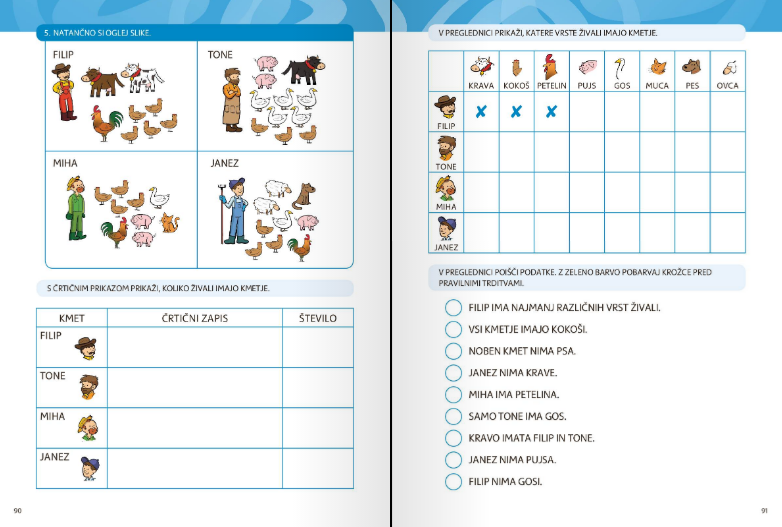 5. NATANČNO SI OGLEJ SLIKE.
FILIP
TONE
MIHA
JANEZ
S ČRTIČNIM PRIKAZOM PRIKAŽI, KOLIKO ŽIVALI IMAJO KMETJE.
KMET ČRTIČNI ZAPIS ŠTEVILO
FILIP
TONE
MIHA
JANEZ
90
V PREGLEDNICI PRIKAŽI, KATERE VRSTE ŽIVALI IMAJO KMETJE.
KRAVA KOKOŠ PETELIN PUJS GOS MUCA PES OVCA
FILIP ✘ ✘ ✘
TONE
MIHA
JANEZ
V PREGLEDNICI POIŠČI PODATKE. Z ZELENO BARVO POBARVAJ KROŽCE PRED
PRAVILNIMI TRDITVAMI.
FILIP IMA NAJMANJ RAZLIČNIH VRST ŽIVALI.
VSI KMETJE IMAJO KOKOŠI.
NOBEN KMET NIMA PSA.
JANEZ NIMA KRAVE.
MIHA IMA PETELINA.
SAMO TONE IMA GOS.
KRAVO IMATA FILIP IN TONE.
JANEZ NIMA PUJSA.
FILIP NIMA GOSI.
91